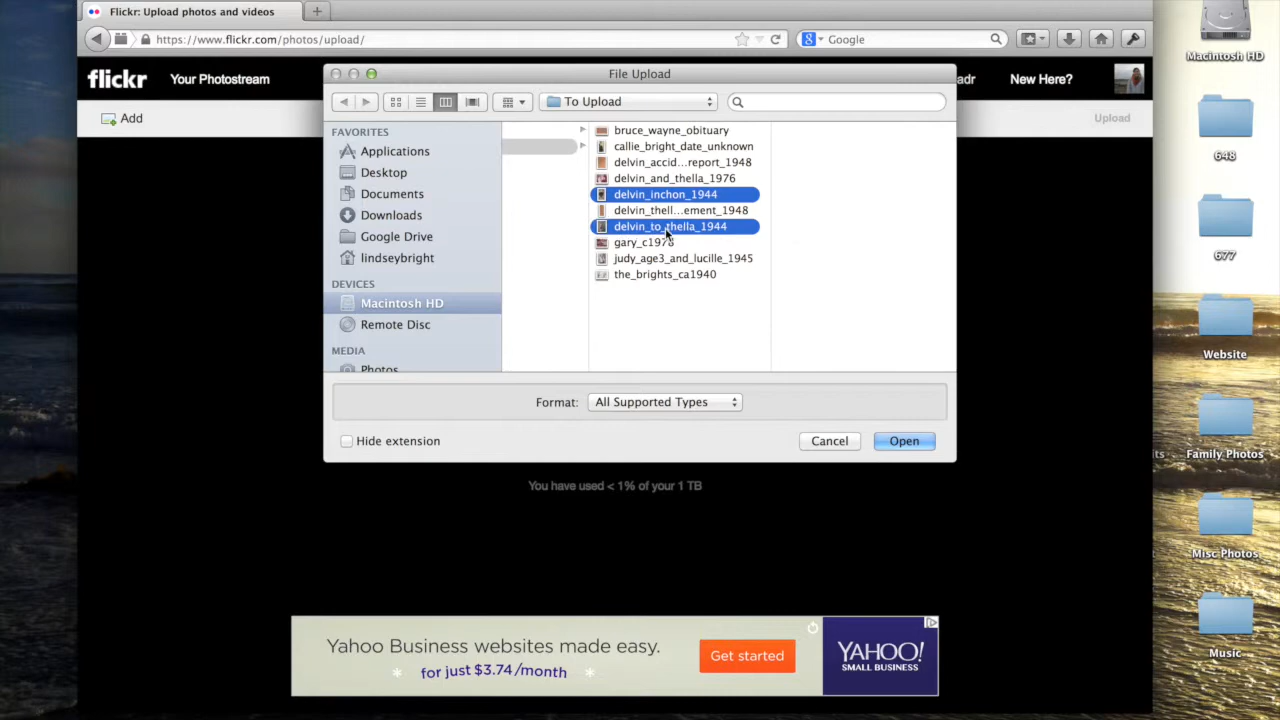 Flickr: Upload photos and videos
https://www.flickr.com/photos/upload/
Google
Macintosh HD
flickr
Your Photostream
New Here?
File Upload
To Upload
Add
Upload
FAVORITES
Applications
Desktop
Documents
Downloads
Google Drive
lindseybright
DEVICES
Macintosh HD
Remote Disc
MEDIA
Photos
bruce_wayne_obituary
callie_bright_date_unknown
delvin_accid...report_1948
delvin_and_thella_1976
delvin_inchon_1944
delvin_thell...ement_1948
delvin_to_thella_1944
judy_age3_and_lucille_1945
the_brights_ca1940
Format: All Supported Types
Hide extension
Cancel
Open
648
677
Website
Family Photos
Misc Photos
Music
You have used < 1% of your 1 TB
Yahoo Business websites made easy.
for just $3.74/month
Get started
YAHOO!
SMALL BUSINESS